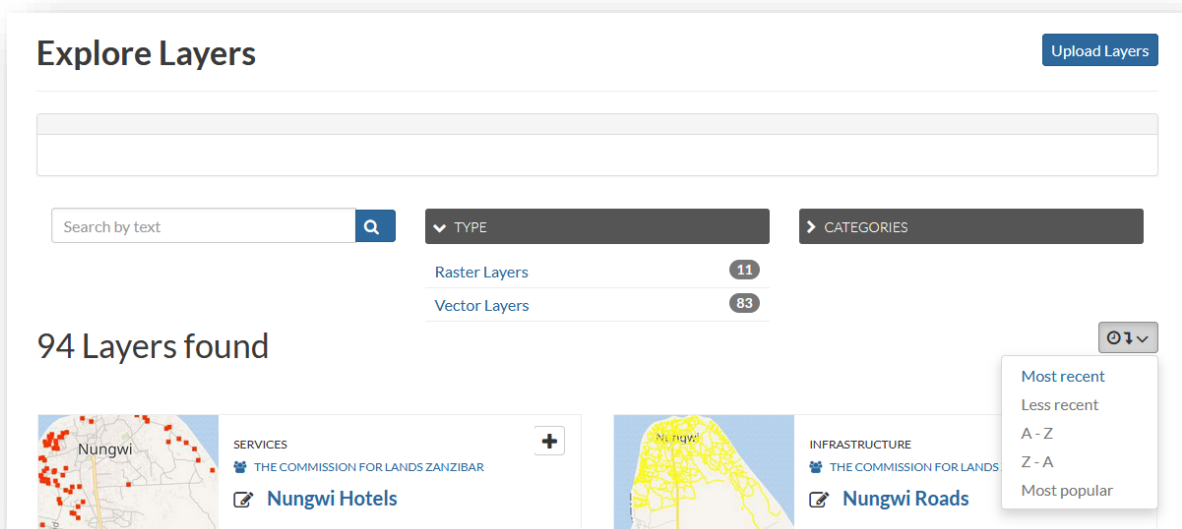 Explore Layers
Upload Layers
Search by text
TYPE
CATEGORIES
Raster Layers 11
Vector Layers 83
94 Layers found
Most recent
Less recent
A - Z
Z - A
Most popular
Nungwi
SERVICES
THE COMMISSION FOR LANDS ZANZIBAR
Nungwi Hotels
Nungwi
INFRASTRUCTURE
THE COMMISSION FOR LANDS
Nungwi Roads